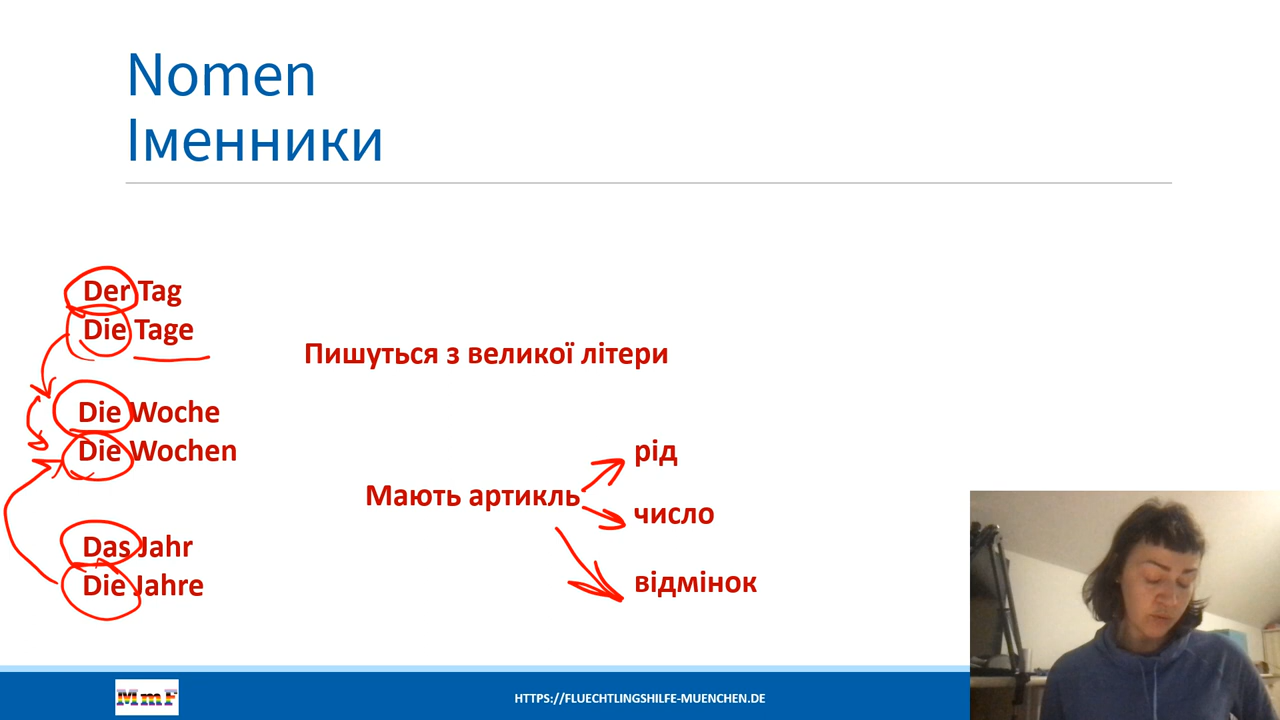 Nomen
Іменники
Der Tag
Die Tage
Пишуться з великої літери
Die Woche
Die Wochen
рід
Мають артикль
число
Das Jahr
Die Jahre
відмінок
MmF
HTTPS://FLUECHTLINGSHILFE-MUENCHEN.DE